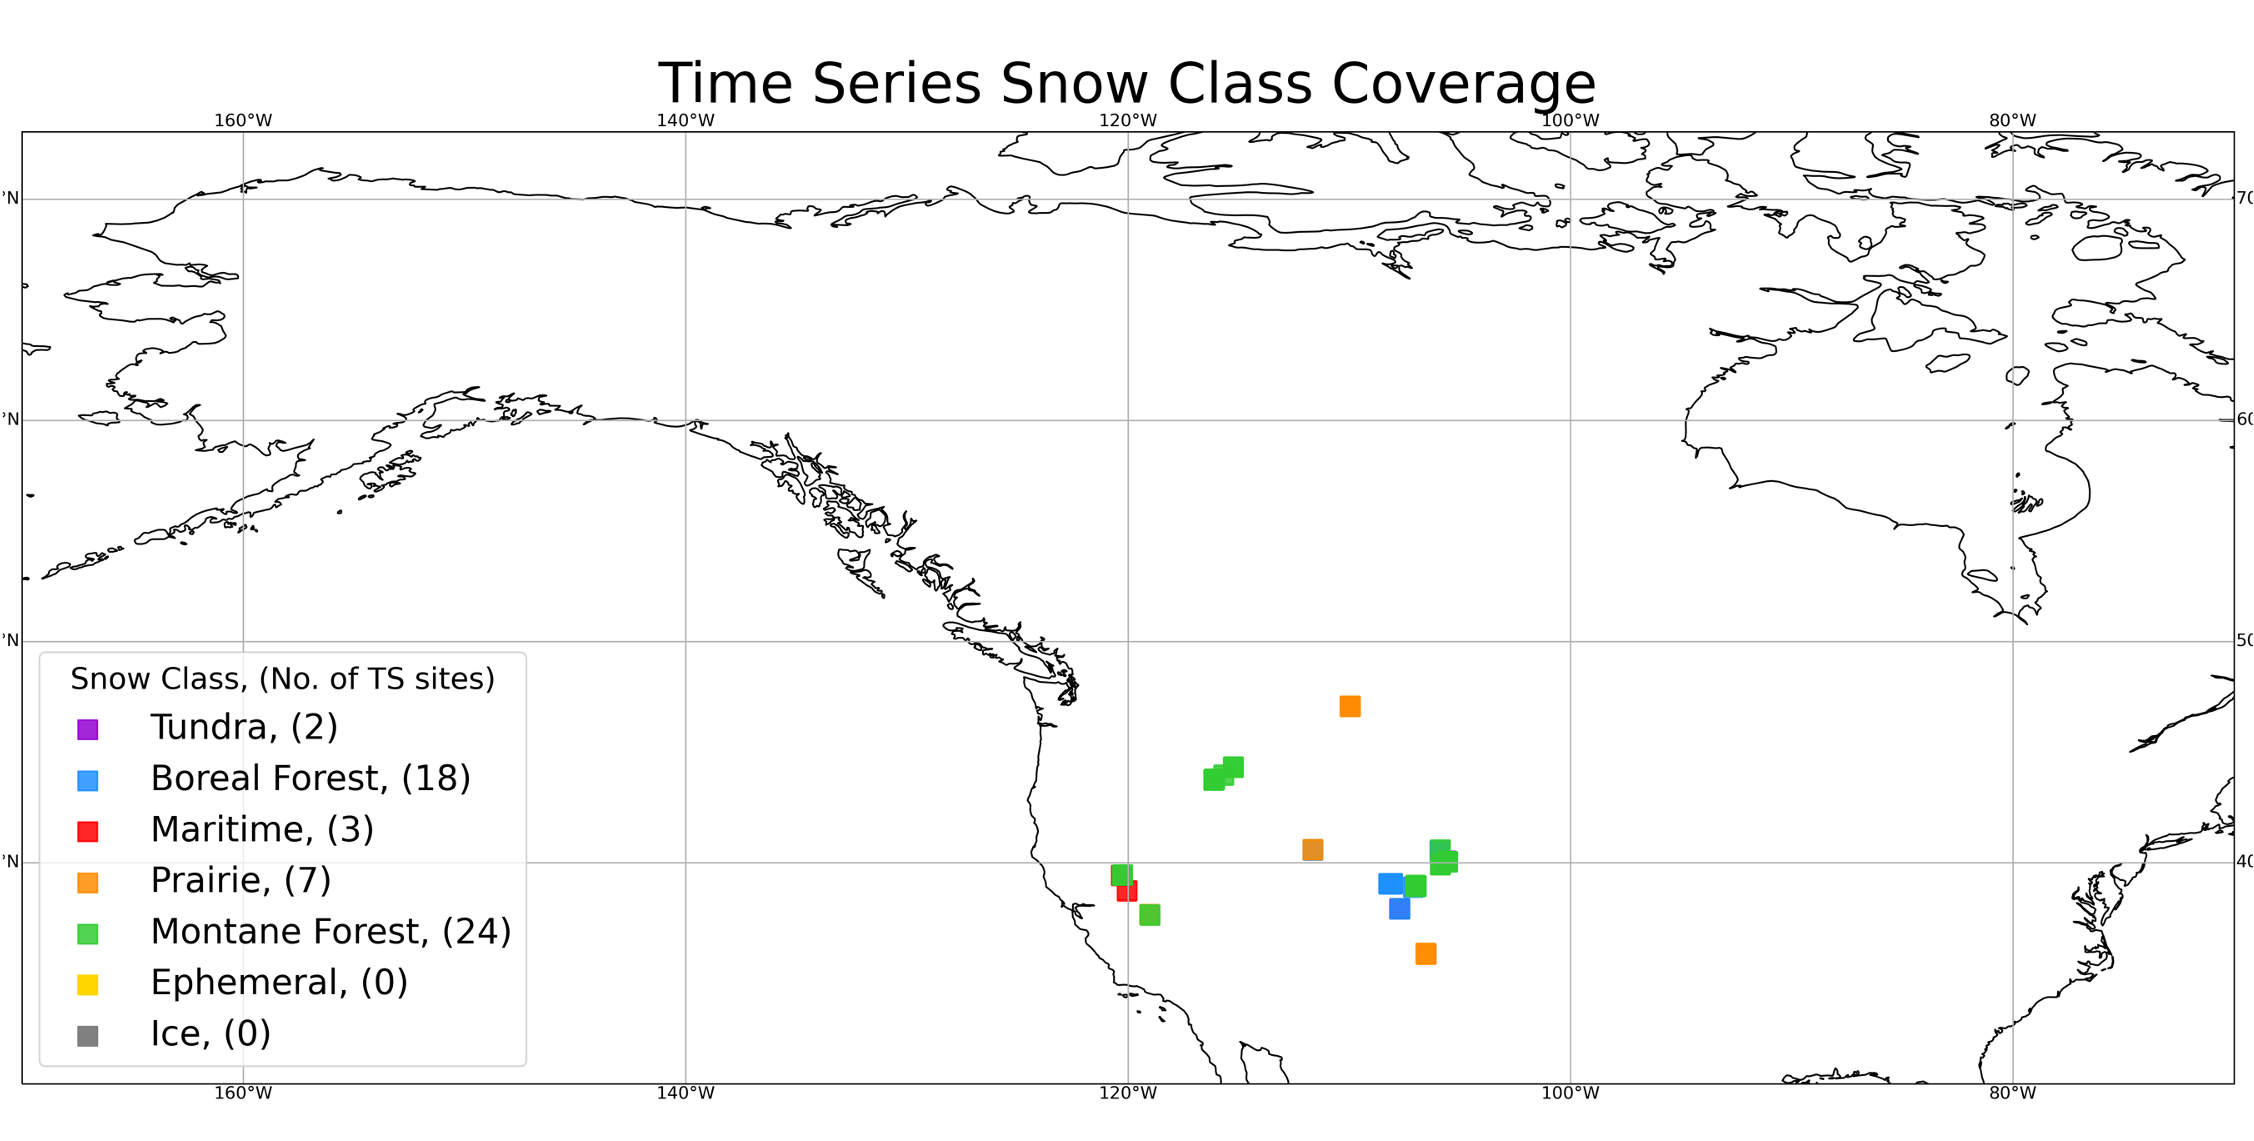 Time Series Snow Class Coverage
160°W 140°W 120°W 100°W 80°W
°N 70
°N 60
°N 50
Snow Class, (No. of TS sites)
Tundra, (2)
Boreal Forest, (18)
Maritime, (3)
°N 40
Prairie, (7)
Montane Forest, (24)
Ephemeral, (0)
Ice, (0)
160°W 140°W 120°W 100°W 80°W